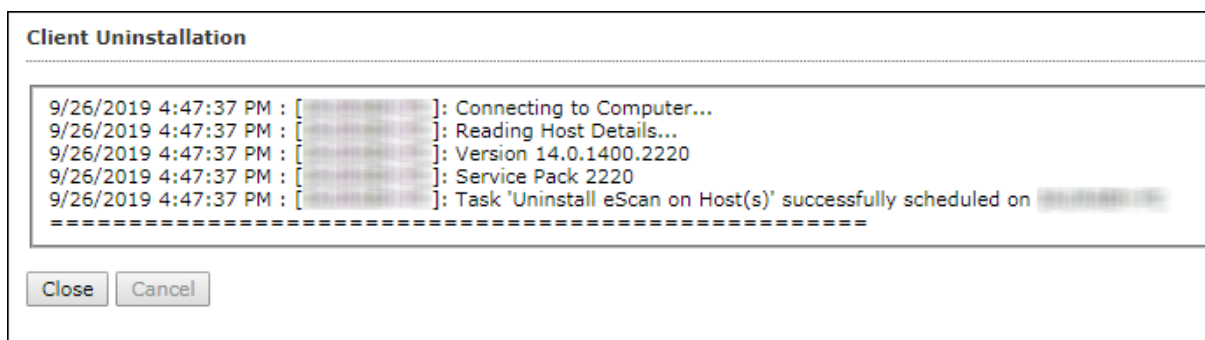 Client Uninstallation
9/26/2019 4:47:37 PM : [ ]: Connecting to Computer...
9/26/2019 4:47:37 PM : [ ]: Reading Host Details...
9/26/2019 4:47:37 PM : [ ]: Version 14.0.1400.2220
9/26/2019 4:47:37 PM : [ ]: Service Pack 2220
9/26/2019 4:47:37 PM : [ ]: Task 'Uninstall eScan on Host(s)' successfully scheduled on
====================================================
Close Cancel